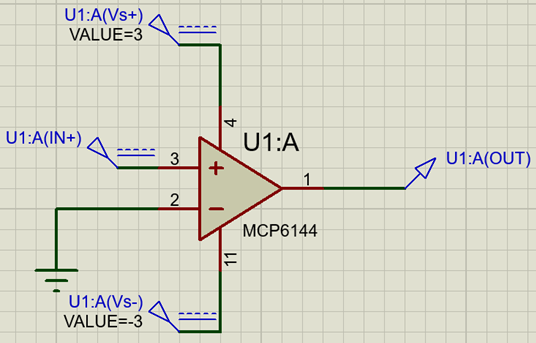 U1:A(Vs+)
VALUE=3
4
U1:A
U1:A(IN+)
3
1
U1:A(OUT)
2
MCP6144
11
U1:A(Vs-)
VALUE=-3